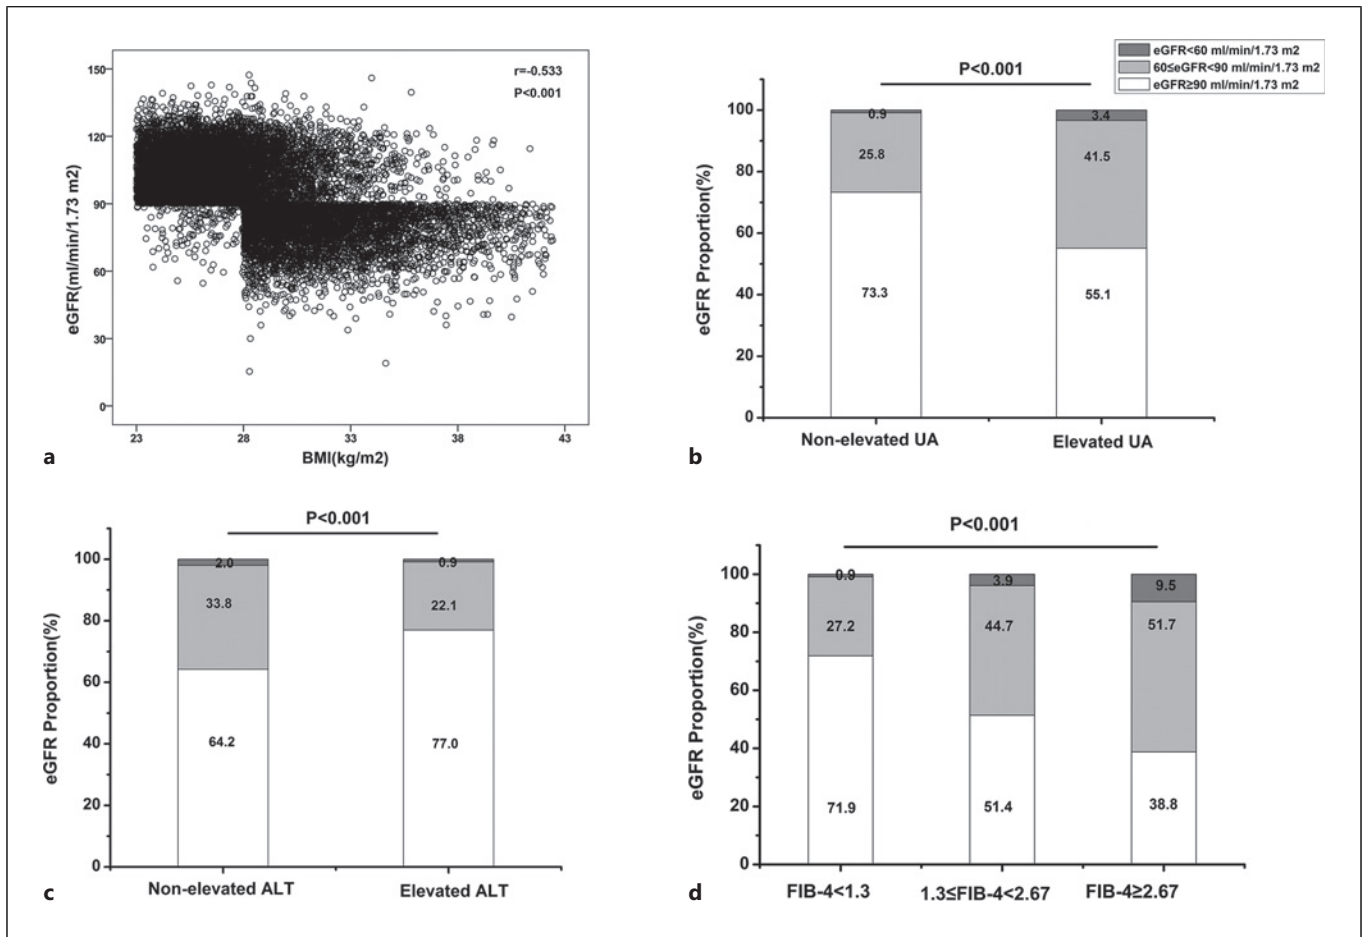 150
120
90
60
30
0
eGFR(ml/min/1.73 m2)
r=-0.533
P<0.001
23 28 33 38 43
BMI(kg/m2)
a
eGFR<60 ml/min/1.73 m2
60≤eGFR<90 ml/min/1.73 m2
eGFR≥90 ml/min/1.73 m2
P<0.001
100
80
60
40
20
0
eGFR Proportion(%)
0.9
25.8
73.3
3.4
41.5
55.1
Non-elevated UA Elevated UA
b
P<0.001
100
80
60
40
20
0
eGFR Proportion(%)
2.0
33.8
64.2
0.9
22.1
77.0
Non-elevated ALT Elevated ALT
c
P<0.001
100
80
60
40
20
0
eGFR Proportion(%)
0.9
27.2
71.9
3.9
44.7
51.4
9.5
51.7
38.8
FIB-4<1.3 1.3≤FIB-4<2.67 FIB-4≥2.67
d